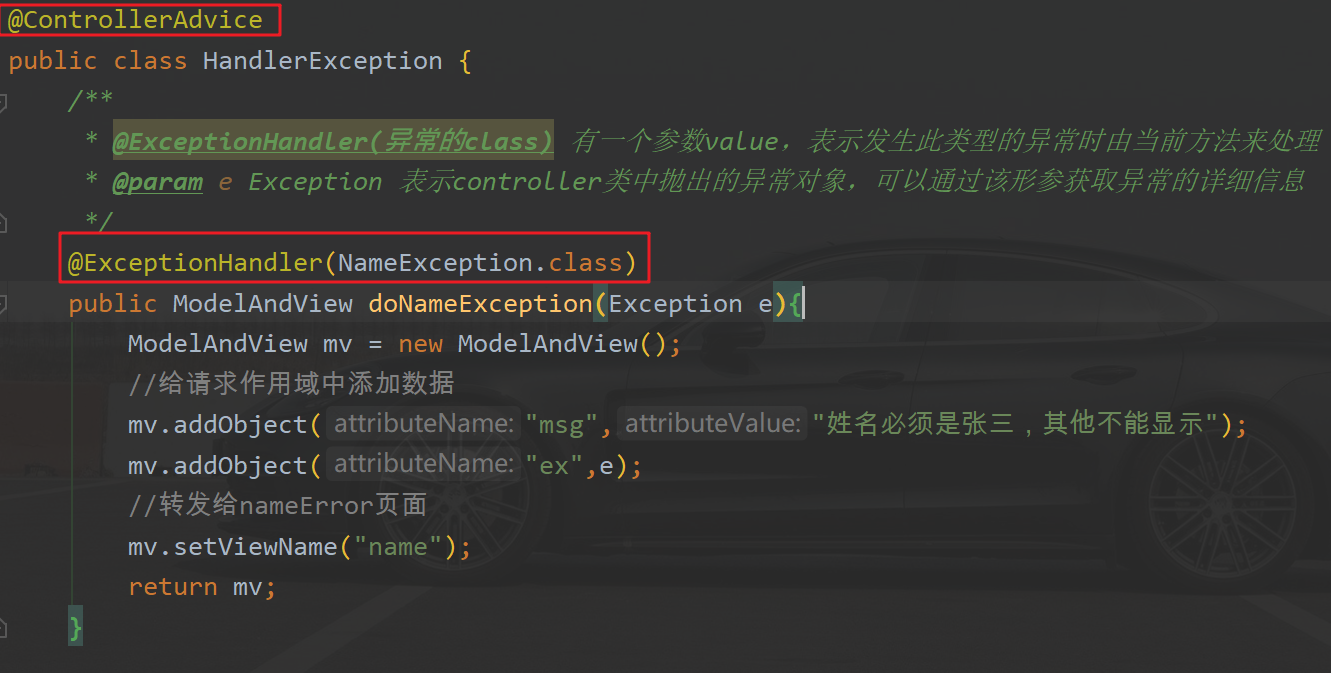 @ControllerAdvice
public class HandlerException {
/**
* @ExceptionHandler(异常的class) 有一个参数value，表示发生此类型的异常时由当前方法来处理
* @param e Exception 表示controller类中抛出的异常对象，可以通过该形参获取异常的详细信息
*/
@ExceptionHandler(NameException.class)
public ModelAndView doNameException(Exception e){
ModelAndView mv = new ModelAndView();
//给请求作用域中添加数据
mv.addObject( attributeName: "msg", attributeValue: "姓名必须是张三，其他不能显示");
mv.addObject( attributeName: "ex",e);
//转发给nameError页面
mv.setViewName("name");
return mv;
}